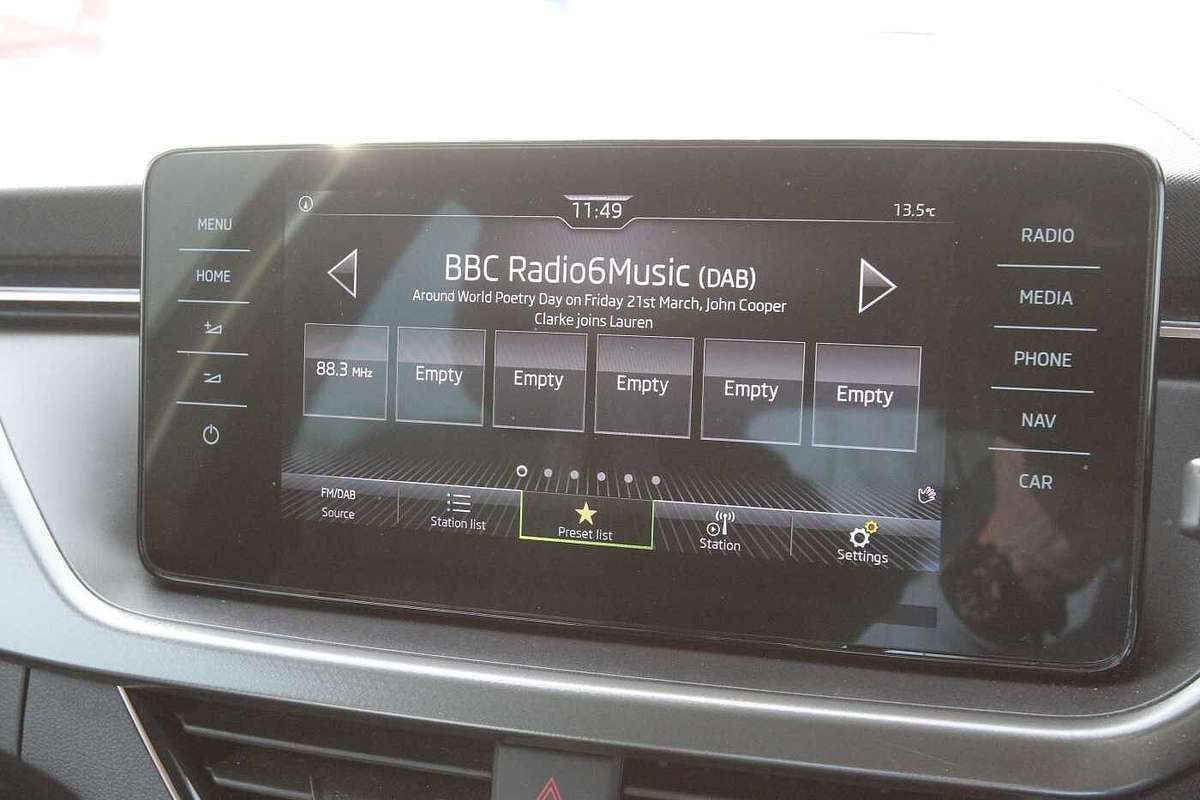 MENU
HOME
11:49
13.5°C
BBC Radio6Music (DAB)
Around World Poetry Day on Friday 21st March, John Cooper
Clarke joins Lauren
88.3 MHz
Empty
Empty
Empty
Empty
Empty
FM/DAB
Source
Station list
Preset list
Station
Settings
RADIO
MEDIA
PHONE
NAV
CAR